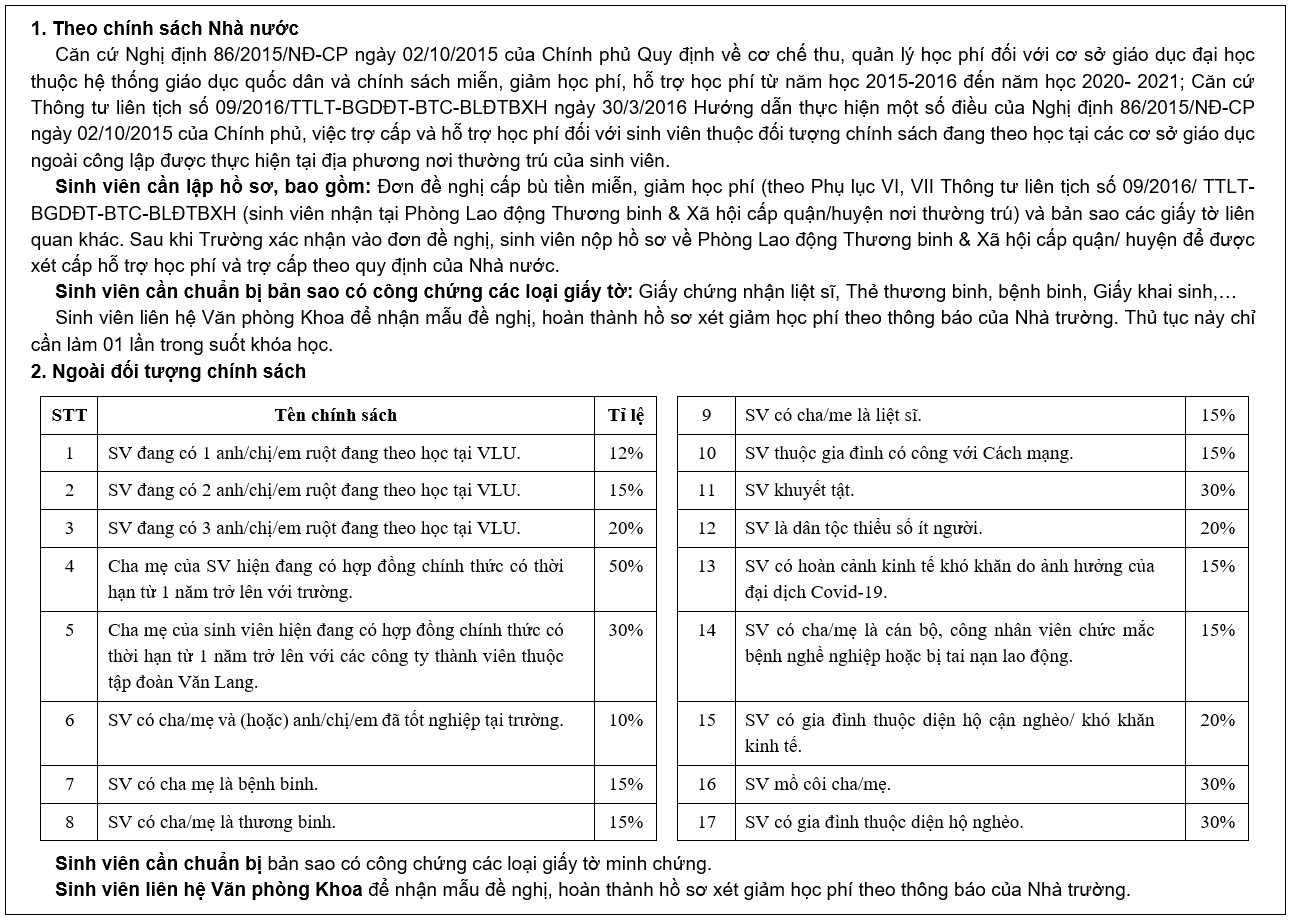 1. Theo chính sách Nhà nước
Căn cứ Nghị định 86/2015/NĐ-CP ngày 02/10/2015 của Chính phủ Quy định về cơ chế thu, quản lý học phí đối với cơ sở giáo dục đại học
thuộc hệ thống giáo dục quốc dân và chính sách miễn, giảm học phí, hỗ trợ học phí từ năm học 2015-2016 đến năm học 2020- 2021; Căn cứ
Thông tư liên tịch số 09/2016/TTLT-BGDĐT-BTC-BLĐTBXH ngày 30/3/2016 Hướng dẫn thực hiện một số điều của Nghị định 86/2015/NĐ-CP
ngày 02/10/2015 của Chính phủ, việc trợ cấp và hỗ trợ học phí đối với sinh viên thuộc đối tượng chính sách đang theo học tại các cơ sở giáo dục
ngoài công lập được thực hiện tại địa phương nơi thường trú của sinh viên.
Sinh viên cần lập hồ sơ, bao gồm: Đơn đề nghị cấp bù tiền miễn, giảm học phí (theo Phụ lục VI, VII Thông tư liên tịch số 09/2016/ TTLT-
BGDĐT-BTC-BLĐTBXH (sinh viên nhận tại Phòng Lao động Thương binh & Xã hội cấp quận/huyện nơi thường trú) và bản sao các giấy tờ liên
quan khác. Sau khi Trường xác nhận vào đơn đề nghị, sinh viên nộp hồ sơ về Phòng Lao động Thương binh & Xã hội cấp quận/ huyện để được
xét cấp hỗ trợ học phí và trợ cấp theo quy định của Nhà nước.
Sinh viên cần chuẩn bị bản sao có công chứng các loại giấy tờ: Giấy chứng nhận liệt sĩ, Thẻ thương binh, bệnh binh, Giấy khai sinh,…
Sinh viên liên hệ Văn phòng Khoa để nhận mẫu đề nghị, hoàn thành hồ sơ xét giảm học phí theo thông báo của Nhà trường. Thủ tục này chỉ
cần làm 01 lần trong suốt khóa học.
2. Ngoài đối tượng chính sách
STT Tên chính sách Tỉ lệ
1 SV đang có 1 anh/chị/em ruột đang theo học tại VLU. 12%
2 SV đang có 2 anh/chị/em ruột đang theo học tại VLU. 15%
3 SV đang có 3 anh/chị/em ruột đang theo học tại VLU. 20%
4 Cha mẹ của SV hiện đang có hợp đồng chính thức có thời 50%
hạn từ 1 năm trở lên với trường.
5 Cha mẹ của sinh viên hiện đang có hợp đồng chính thức có 30%
thời hạn từ 1 năm trở lên với các công ty thành viên thuộc
tập đoàn Văn Lang.
6 SV có cha/mẹ và (hoặc) anh/chị/em đã tốt nghiệp tại trường. 10%
7 SV có cha mẹ là bệnh binh. 15%
8 SV có cha/mẹ là thương binh. 15%
9 SV có cha/me là liệt sĩ. 15%
10 SV thuộc gia đình có công với Cách mạng. 15%
11 SV khuyết tật. 30%
12 SV là dân tộc thiểu số ít người. 20%
13 SV có hoàn cảnh kinh tế khó khăn do ảnh hưởng của 15%
đại dịch Covid-19.
14 SV có cha/mẹ là cán bộ, công nhân viên chức mắc 15%
bệnh nghề nghiệp hoặc bị tai nạn lao động.
15 SV có gia đình thuộc diện hộ cận nghèo/ khó khăn 20%
kinh tế.
16 SV mồ côi cha/mẹ. 30%
17 SV có gia đình thuộc diện hộ nghèo. 30%
Sinh viên cần chuẩn bị bản sao có công chứng các loại giấy tờ minh chứng.
Sinh viên liên hệ Văn phòng Khoa để nhận mẫu đề nghị, hoàn thành hồ sơ xét giảm học phí theo thông báo của Nhà trường.